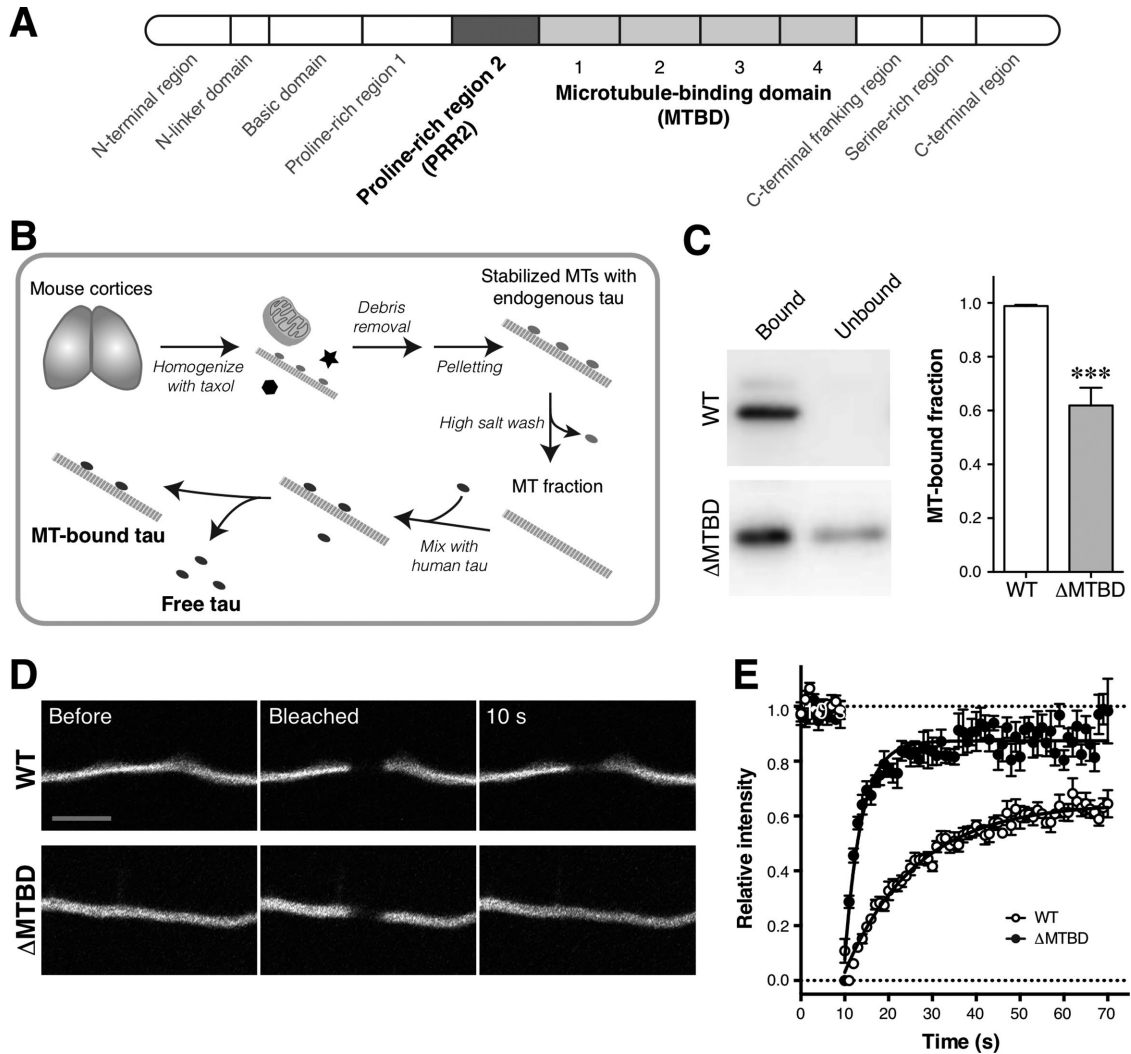 A
N-terminal region
N-linker domain
Basic domain
Proline-rich region 1
Proline-rich region 2
(PRR2)
1 2 3 4
Microtubule-binding domain
(MTBD)
C-terminal franking region
Serine-rich region
C-terminal region
B
Mouse cortices
Homogenize
with taxol
Debris
removal
Pelletting
Stabilized MTs with
endogenous tau
High salt wash
MT fraction
Mix with
human tau
MT-bound tau
Free tau
C
Bound
Unbound
WT
ΔMTBD
MT-bound fraction
1.0
0.8
0.6
0.4
0.2
0.0
***
WT ΔMTBD
D
Before
Bleached
10 s
WT
ΔMTBD
E
Relative intensity
1.0
0.8
0.6
0.4
0.2
0.0
WT
ΔMTBD
0 10 20 30 40 50 60 70
Time (s)